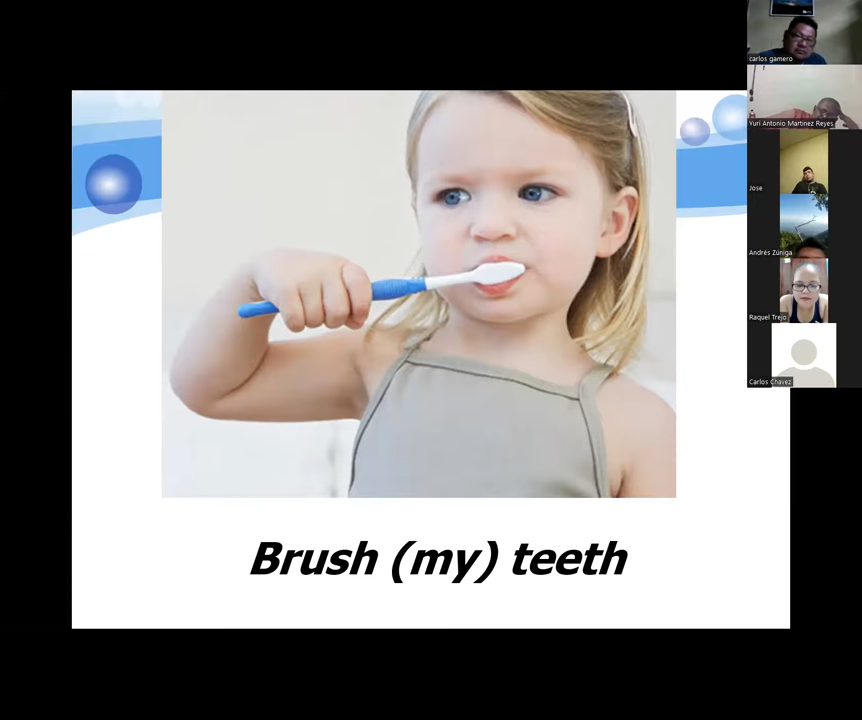 carlos gamero
Yuri Antonio Martinez Reyes
Jose
Andrés Zúniga
Raquel Trejo
Carlos Chavez
Brush (my) teeth